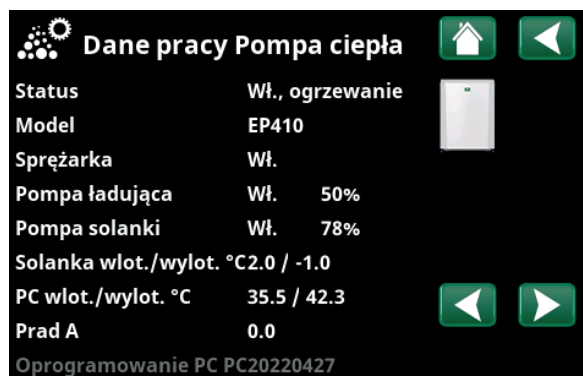 Dane pracy Pompa ciepła
Status Wł., ogrzewanie
Model EP410
Sprężarka Wł.
Pompa ładująca Wł. 50%
Pompa solanki Wł. 78%
Solanka wlot./wylot. °C2.0 / -1.0
PC wlot./wylot. °C 35.5 / 42.3
Prad A 0.0
Oprogramowanie PC PC20220427